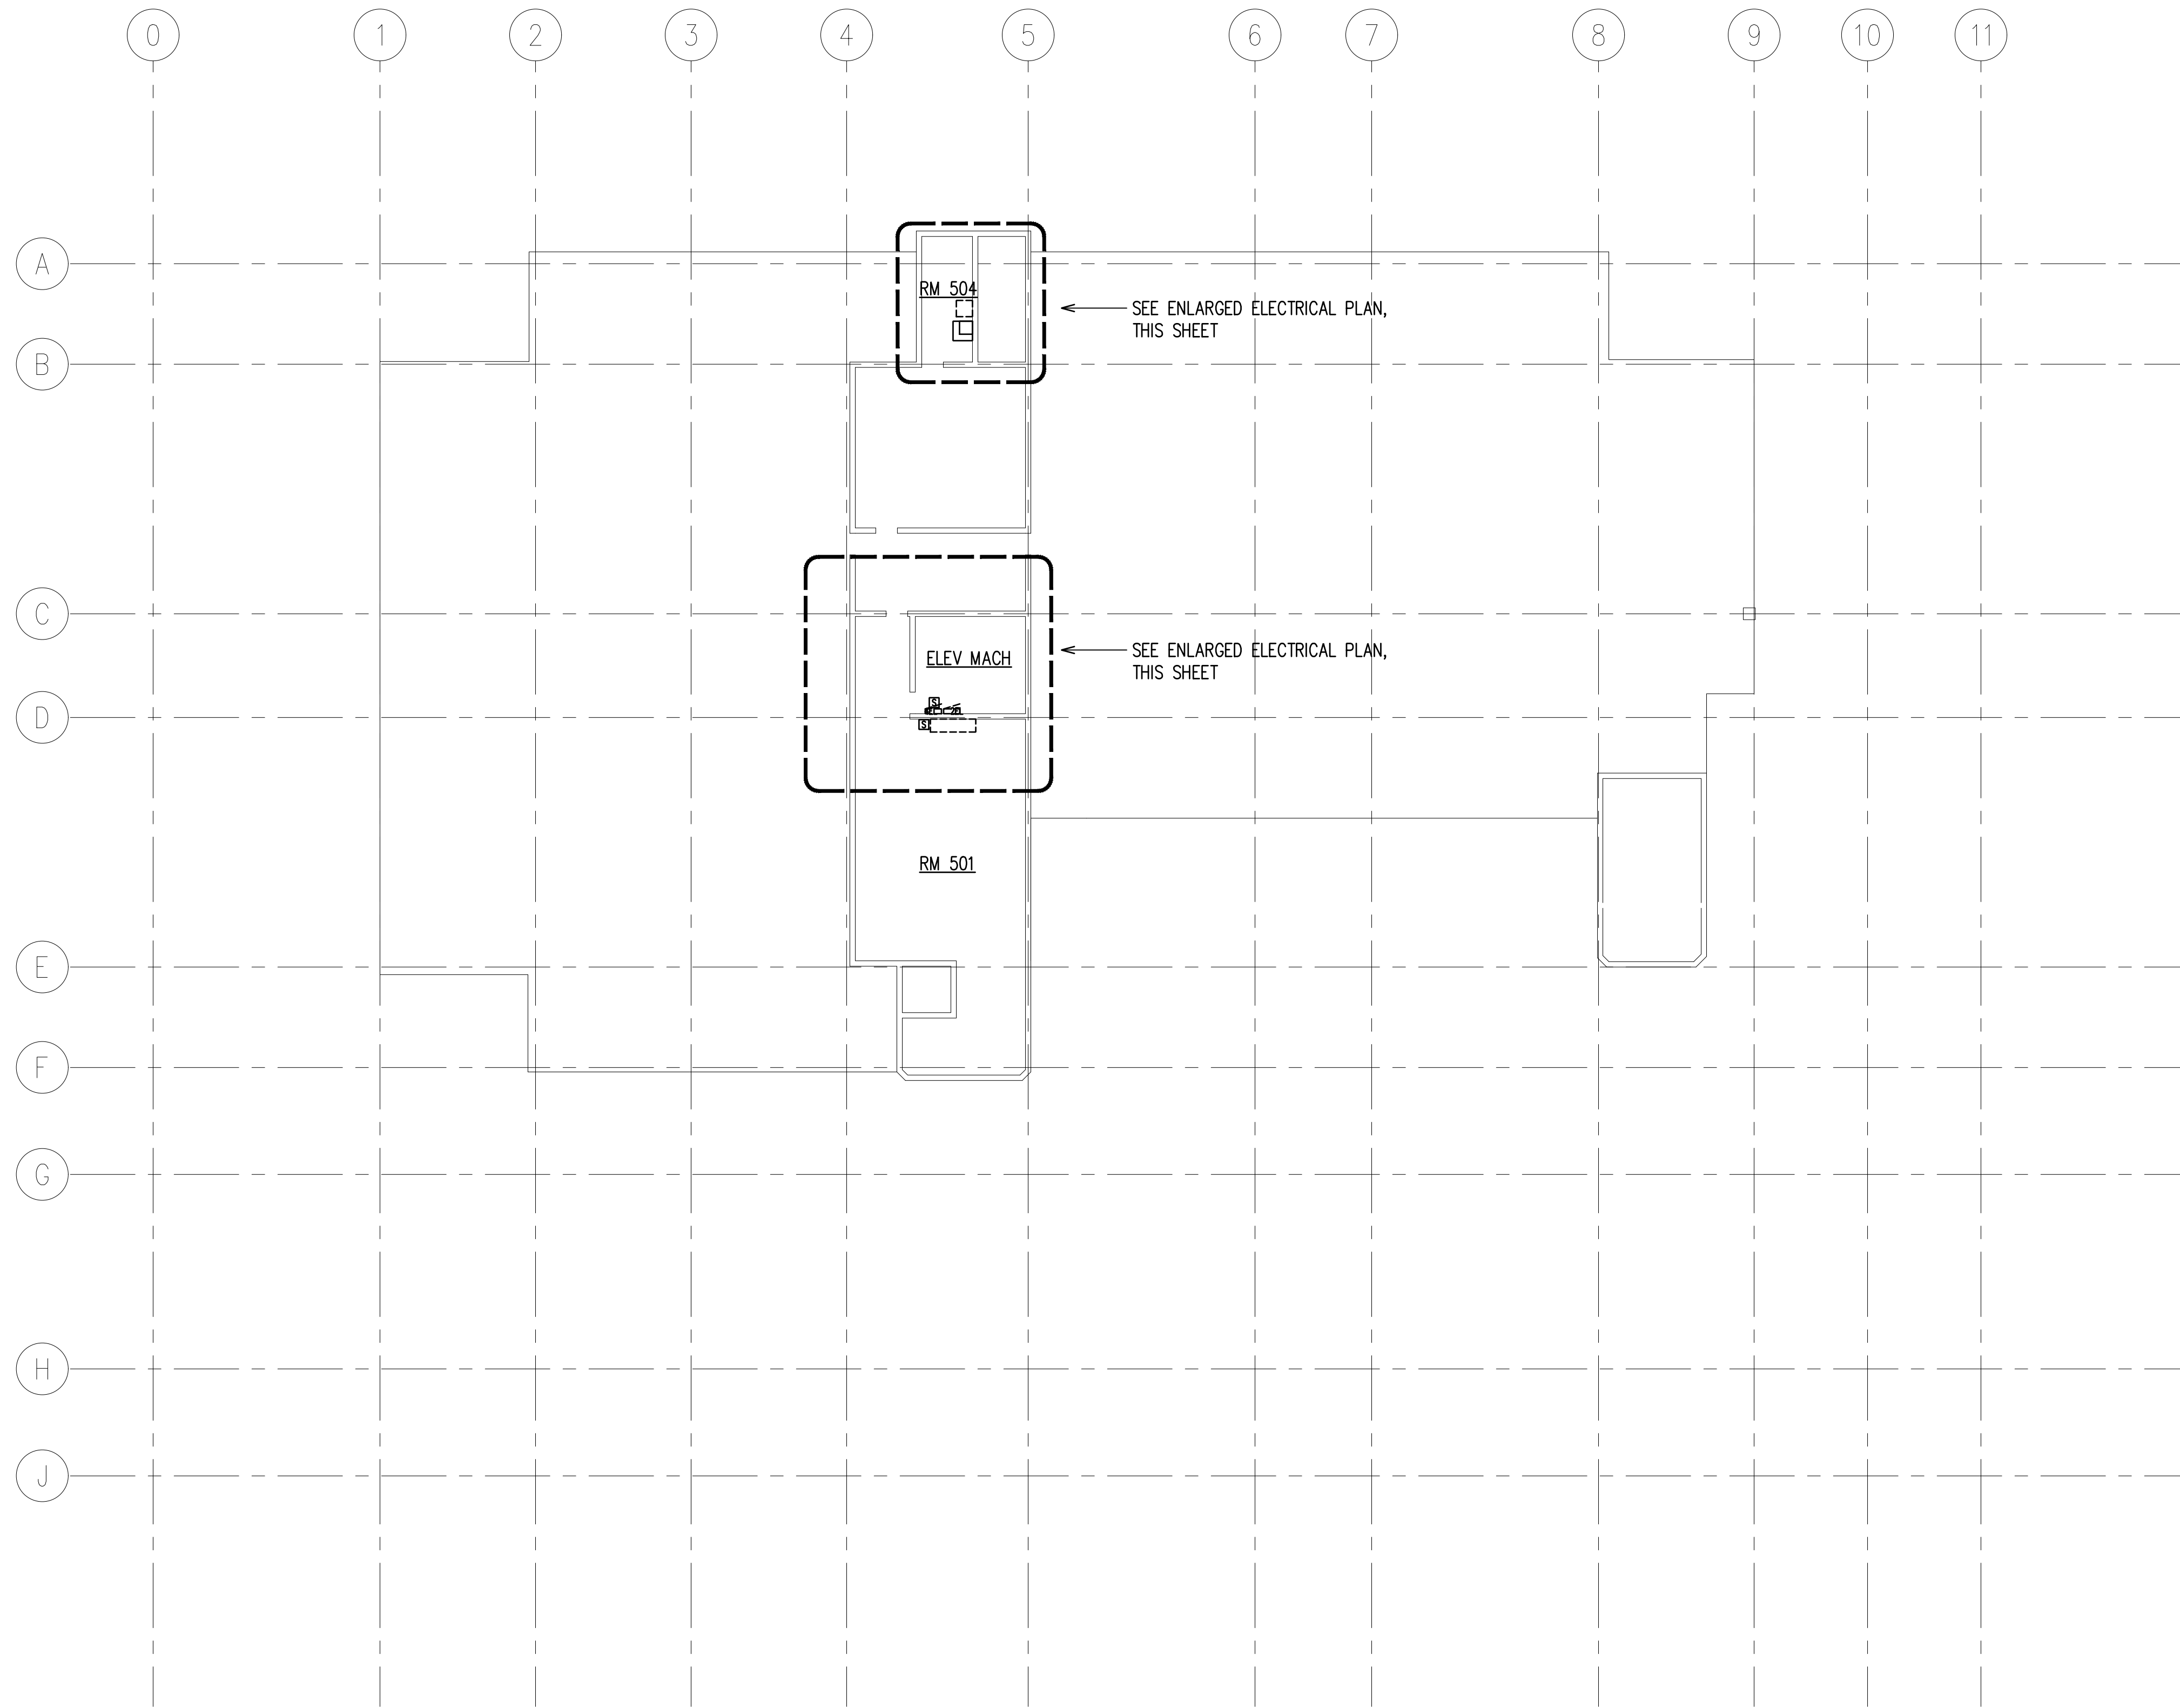 0 1 2 3 4 5 6 7 8 9 10 11
A
RM 504
SEE ENLARGED ELECTRICAL PLAN,
THIS SHEET
B
C
ELEV MACH
SEE ENLARGED ELECTRICAL PLAN,
THIS SHEET
S
D
S
RM 501
E
F
G
H
J